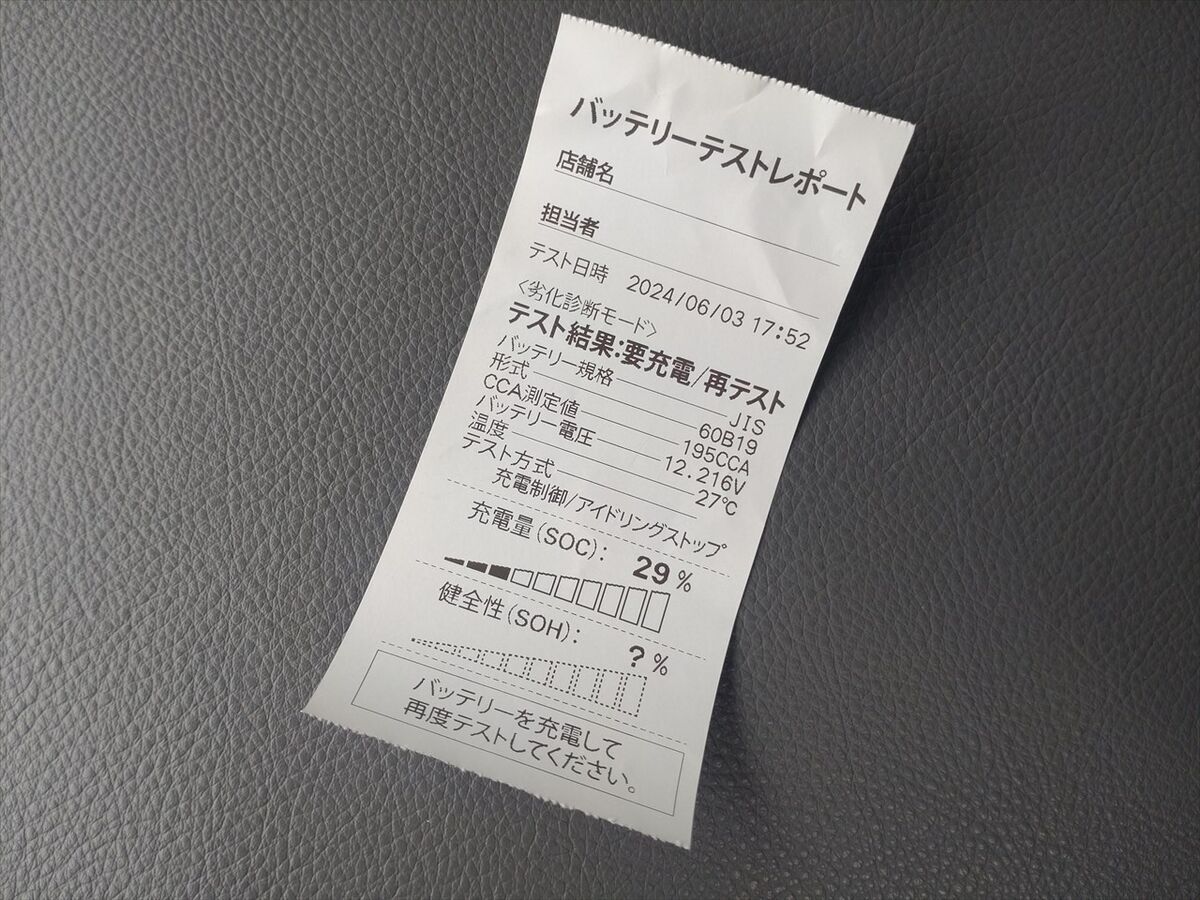 バッテリーテストレポート
店舗名
担当者
テスト日時 2024/06/03 17:52
<劣化診断モード>
テスト結果:要充電/再テスト
バッテリー規格 JIS
形式 60B19
CCA測定値 195CCA
バッテリー電圧 12.216V
温度 27℃
テスト方式
充電制御/アイドリングストップ
充電量(SOC): 29%
健全性(SOH): ?%
バッテリーを充電して
再度テストしてください。